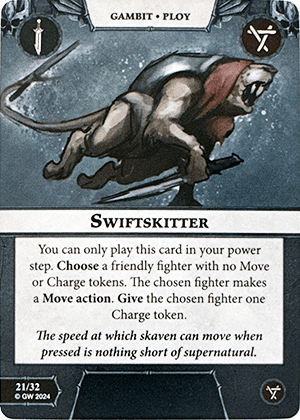 GAMBIT • PLOY
SWIFTSKITTER
You can only play this card in your power
step. Choose a friendly fighter with no Move
or Charge tokens. The chosen fighter makes
a Move action. Give the chosen fighter one
Charge token.
The speed at which skaven can move when
pressed is nothing short of supernatural.
21/32
© GW 2024